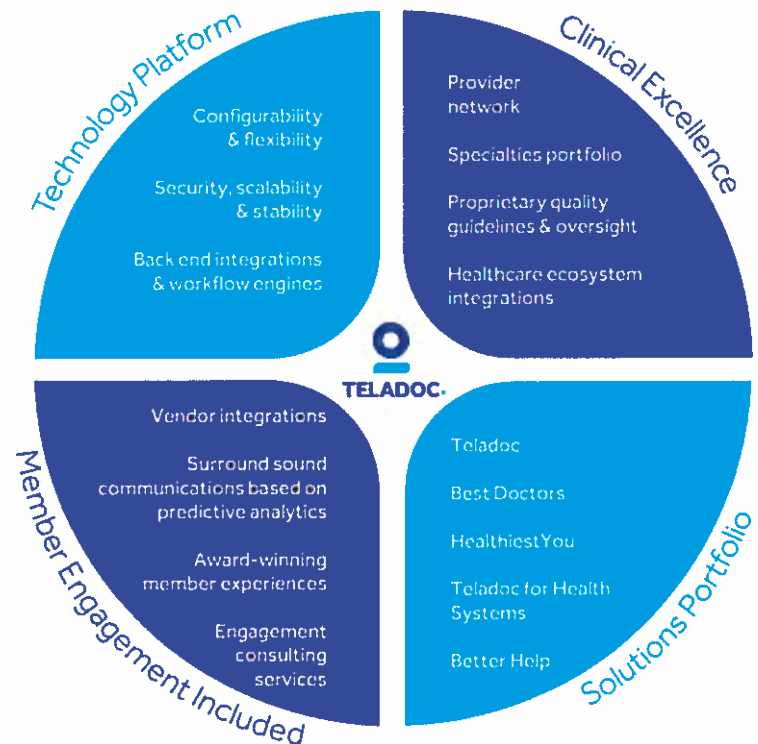 Technology Platform
Configurability
& flexibility
Security, scalability
& stability
Back end integrations
& workflow engines
Clinical Excellence
Provider
network
Specialties portfolio
Proprietary quality
guidelines & oversight
Healthcare ecosystem
integrations
TELADOC.
Member Engagement Included
Vendor integrations
Surround sound
communications based on
predictive analytics
Award-winning
member experiences
Engagement
consulting
services
Solutions Portfolio
Teladoc
Best Doctors
HealthiestYou
Teladoc for Health
Systems
Better Help